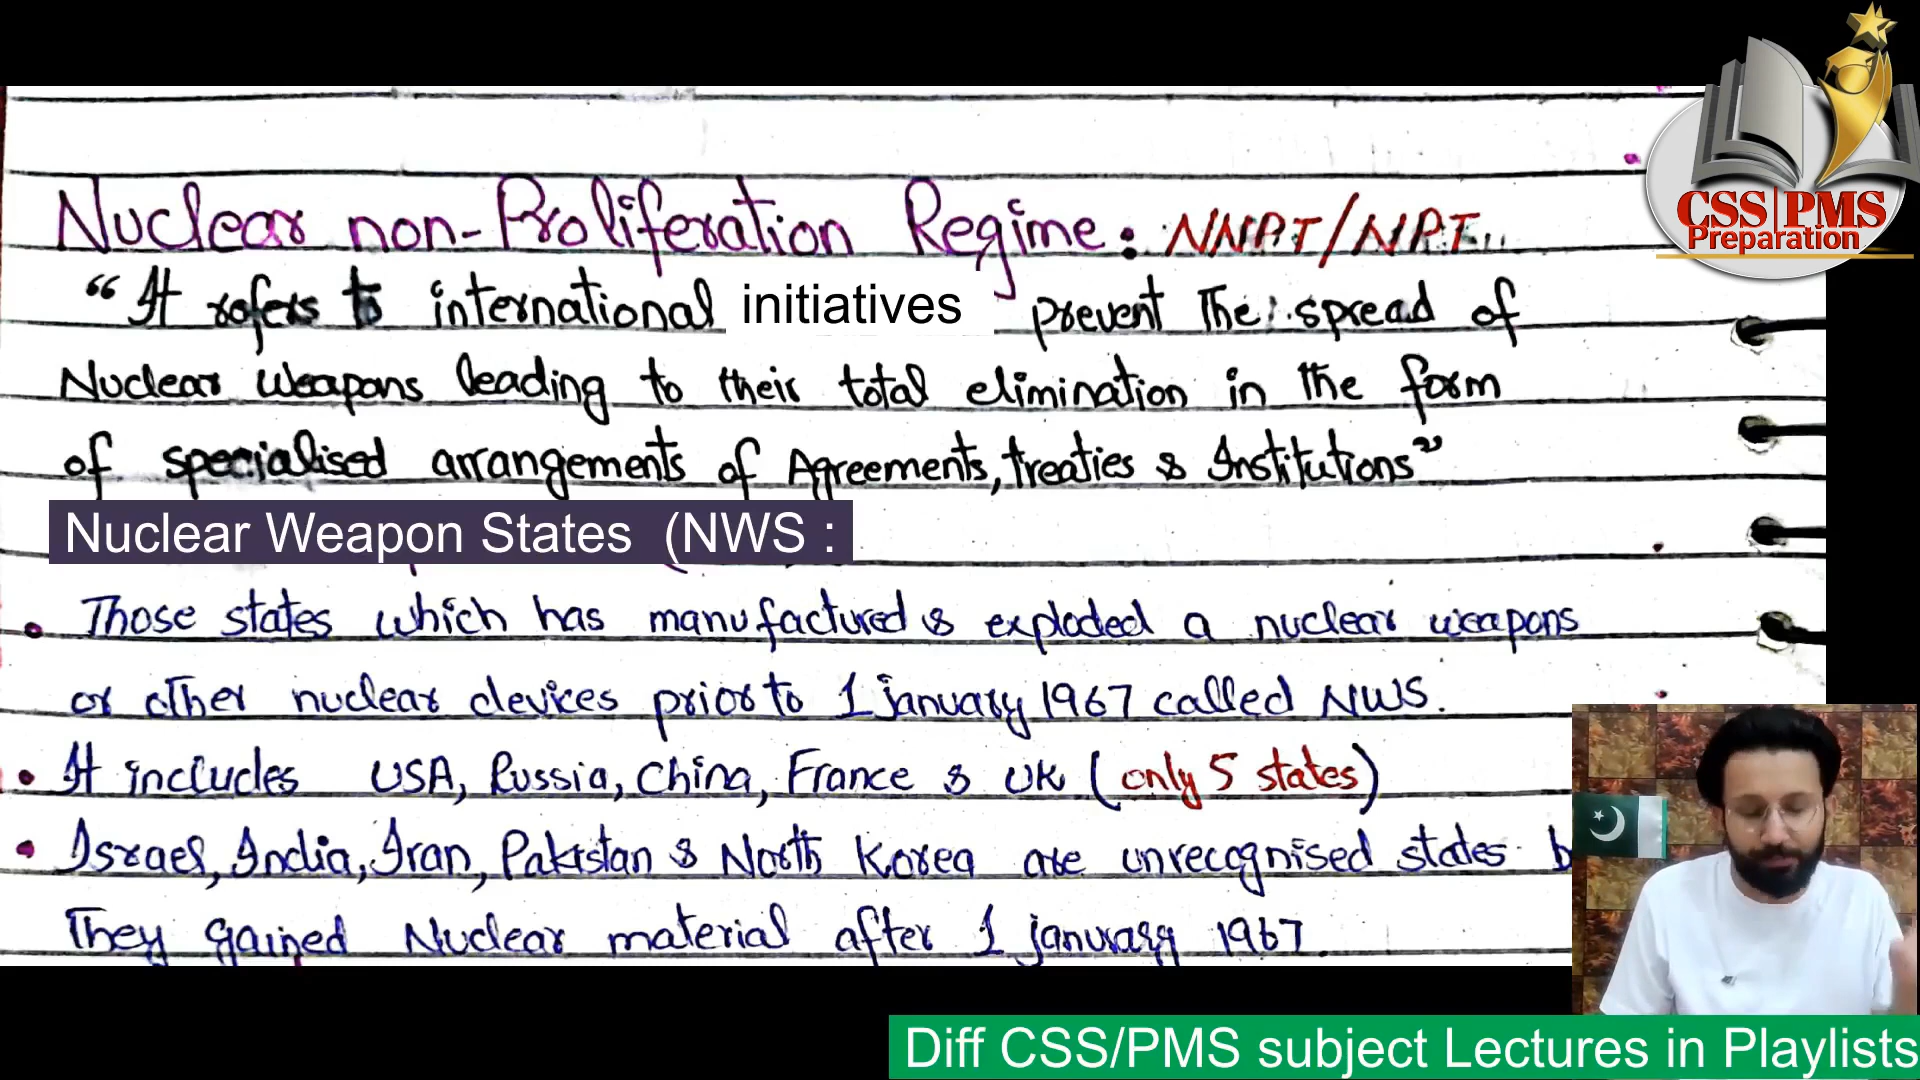 CSS|PMS
Preparation
Nuclear non-Proliferation Regime: NNPT/NPT..
"It refers to international initiatives prevent the spread of
Nuclear weapons leading to their total elimination in the form
of specialised arrangements of Agreements, treaties & Institutions"
Nuclear Weapon States (NWS :
• Those states which has manufactured & exploded a nuclear weapons
or other nuclear devices prior to 1 january 1967 called NWS.
• It includes USA, Russia, China, France & UK (only 5 states)
• Israel, India, Iran, Pakistan & North Korea are unrecognised states b
They gained Nuclear material after 1 january 1967.
Diff CSS/PMS subject Lectures in Playlists